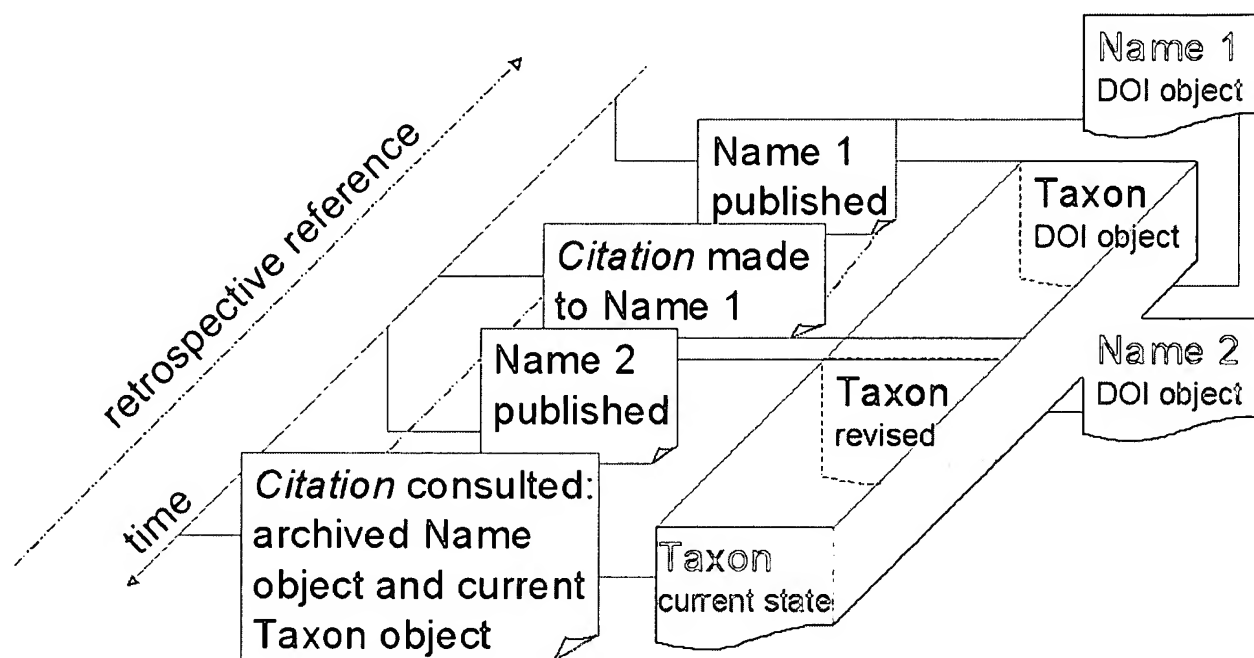 Name 1
DOI object
retrospective reference
Name 1
published
Taxon
DOI object
Citation made
to Name 1
Name 2
published
Name 2
DOI object
Taxon
revised
time
Citation consulted:
archived Name
object and current
Taxon object
Taxon
current state